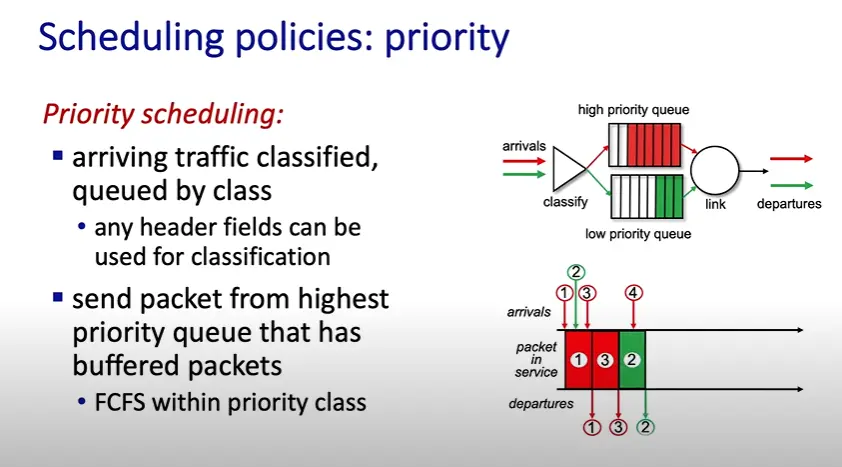 Scheduling policies: priority
Priority scheduling:
▪ arriving traffic classified,
queued by class
• any header fields can be
used for classification
▪ send packet from highest
priority queue that has
buffered packets
• FCFS within priority class
high priority queue
arrivals
classify
link
departures
low priority queue
2
1 3 4
arrivals
packet
in
service
1 3 2
departures
1 3 2